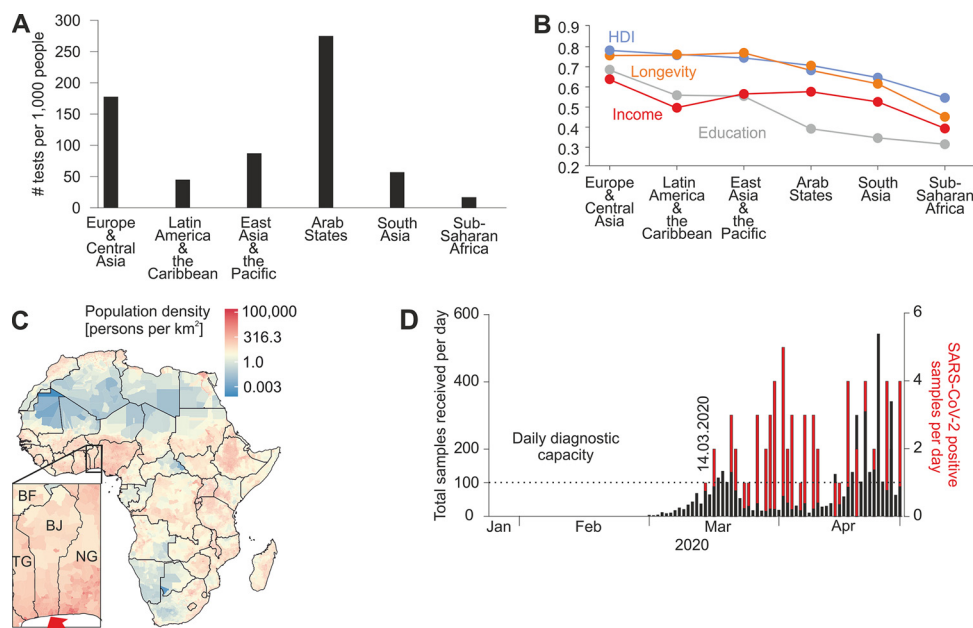 A
# tests per 1,000 people
300
250
200
150
100
50
0
Europe
&
Central
Asia
Latin
America&
the
Caribbean
East
Asia&
the
Pacific
Arab
States
South
Asia
Sub-
Saharan
Africa
B
0.9
0.8
0.7
0.6
0.5
0.4
0.3
0.2
HDI
Longevity
Income
Education
Europe
&
Central
Asia
Latin
America&
the
Caribbean
East
Asia &
the
Pacific
Arab
States
South
Asia
Sub-
Saharan
Africa
C
Population density
[persons per km²]
100,000
316.3
1.0
0.003
BF
BJ
TG
NG
D
Total samples received per day
600
400
200
100
0
Daily diagnostic
capacity
14.03.2020
6
4
2
0
SARS-CoV-2 positive
samples per day
Jan
Feb
Mar
Apr
2020